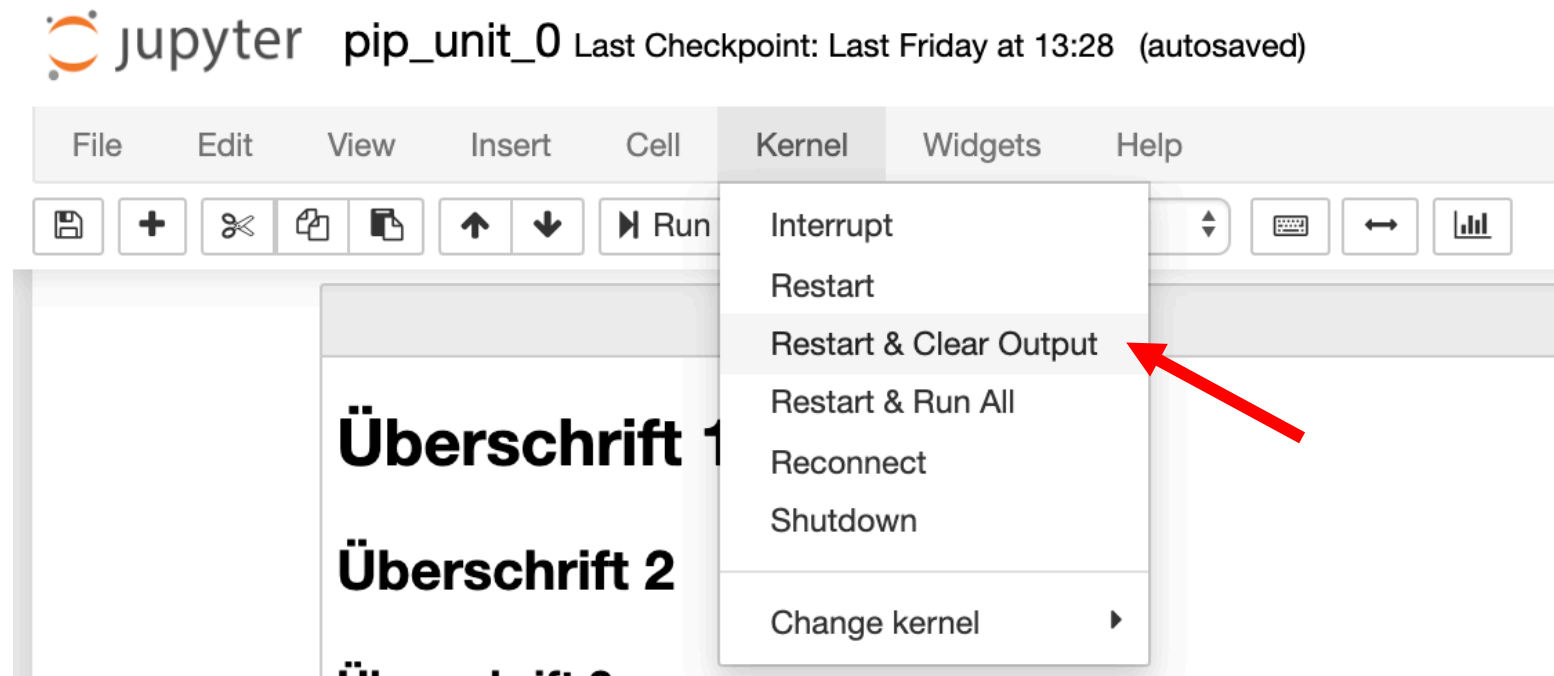 jupyter pip_unit_0 Last Checkpoint: Last Friday at 13:28 (autosaved)
File Edit View Insert Cell Kernel Widgets Help
Run
Interrupt
Restart
Restart & Clear Output
Restart & Run All
Reconnect
Shutdown
Change kernel
Überschrift 1
Überschrift 2